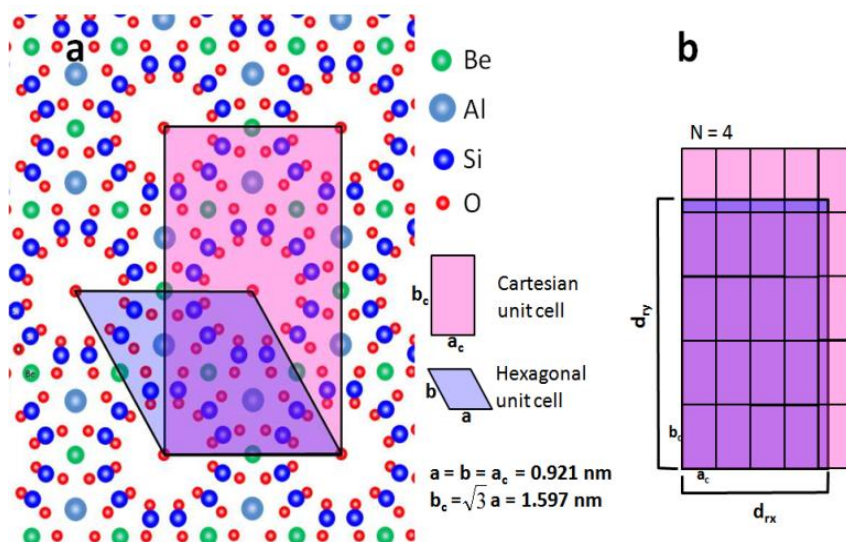 a
Be
Al
Si
O
b_c
a_c
Cartesian
unit cell
b
a
Hexagonal
unit cell
a = b = a_c = 0.921 nm
b_c = √3 a = 1.597 nm
Be
b
N = 4
d_ry
a_c
d_rx